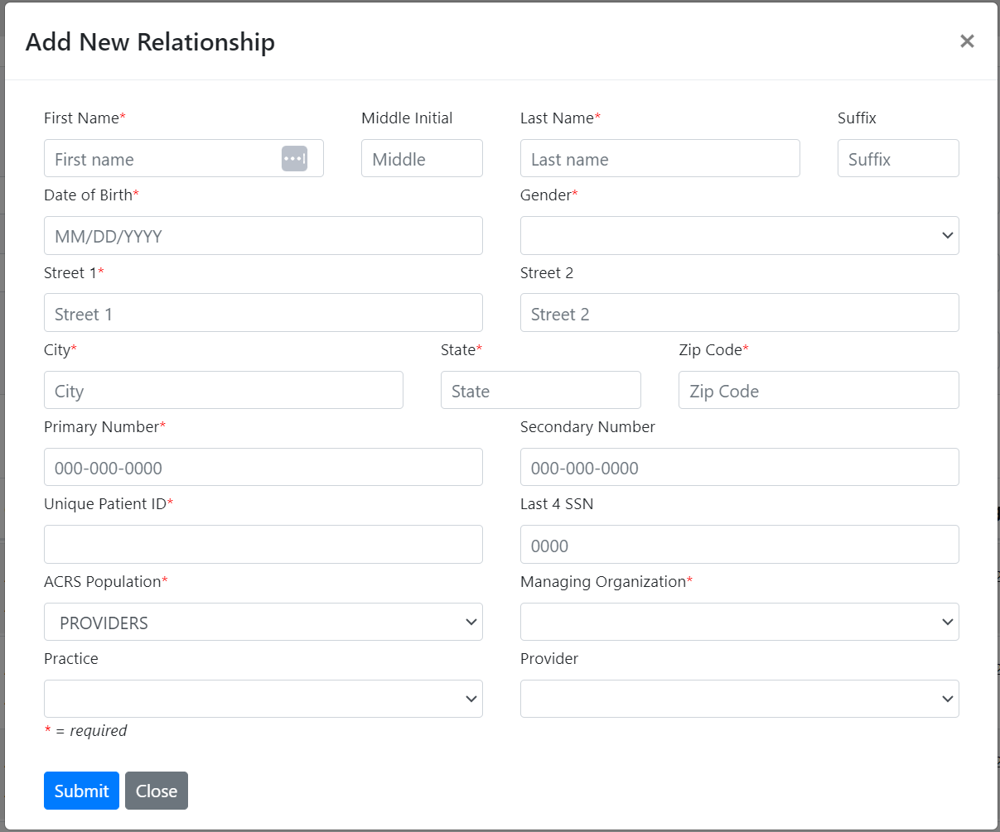 Add New Relationship ×
First Name* Middle Initial Last Name* Suffix
First name Middle Last name Suffix
Date of Birth* Gender*
MM/DD/YYYY
Street 1* Street 2
Street 1 Street 2
City* State* Zip Code*
City State Zip Code
Primary Number* Secondary Number
000-000-0000 000-000-0000
Unique Patient ID* Last 4 SSN
0000
ACRS Population* Managing Organization*
PROVIDERS
Practice Provider
* = required
Submit Close